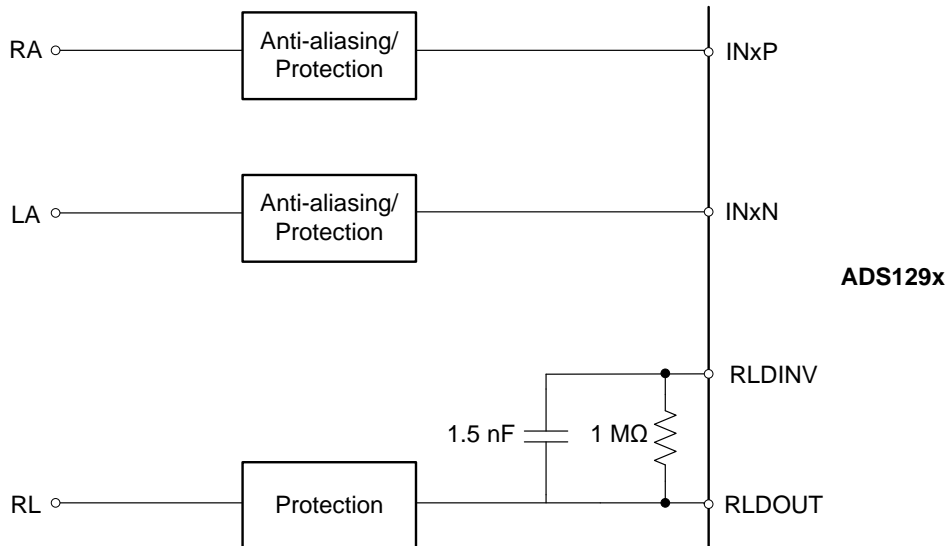 RA
Anti-aliasing/
Protection
INxP
LA
Anti-aliasing/
Protection
INxN
ADS129x
RLDINV
1.5 nF
1 MΩ
RL
Protection
RLDOUT